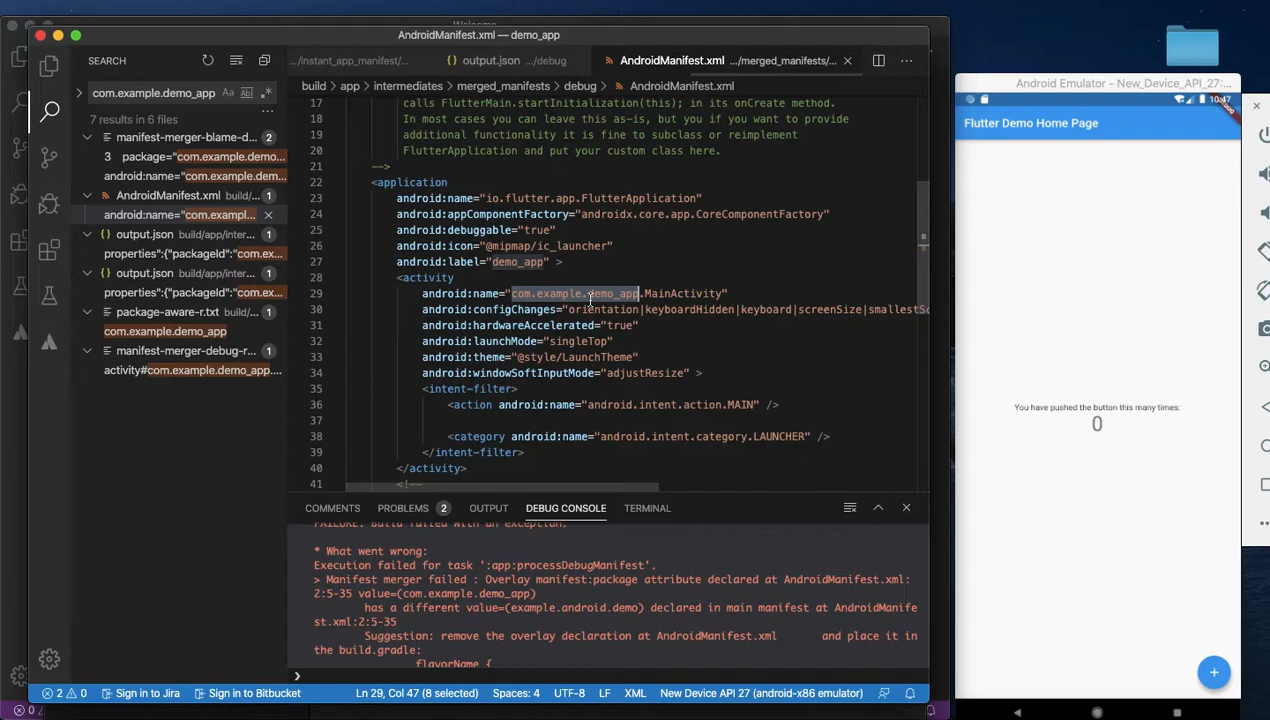 Welcome
AndroidManifest.xml — demo_app
SEARCH
com.example.demo_app
Aa
Ab
.*
7 results in 6 files
manifest-merger-blame-d... 2
3 package="com.example.demo...
android:name="com.example.dem...
AndroidManifest.xml build/... 1
android:name="com.exampl...
output.json build/app/inter... 1
properties":{"packageId":"com.ex...
output.json build/app/inter... 1
properties":{"packageId":"com.ex...
package-aware-r.txt build/... 1
com.example.demo_app
manifest-merger-debug-r... 1
activity#com.example.demo_app....
.../instant_app_manifest/...
output.json .../debug
AndroidManifest.xml .../merged_manifests/...
build > app > intermediates > merged_manifests > debug > AndroidManifest.xml
17 calls FlutterMain.startInitialization(this); in its onCreate method.
18 In most cases you can leave this as-is, but you if you want to provide
19 additional functionality it is fine to subclass or reimplement
20 FlutterApplication and put your custom class here.
21 -->
22 <application
23 android:name="io.flutter.app.FlutterApplication"
24 android:appComponentFactory="androidx.core.app.CoreComponentFactory"
25 android:debuggable="true"
26 android:icon="@mipmap/ic_launcher"
27 android:label="demo_app" >
28 <activity
29 android:name="com.example.demo_app.MainActivity"
30 android:configChanges="orientation|keyboardHidden|keyboard|screenSize|smallestSc
31 android:hardwareAccelerated="true"
32 android:launchMode="singleTop"
33 android:theme="@style/LaunchTheme"
34 android:windowSoftInputMode="adjustResize" >
35 <intent-filter>
36 <action android:name="android.intent.action.MAIN" />
37
38 <category android:name="android.intent.category.LAUNCHER" />
39 </intent-filter>
40 </activity>
41 <!--
COMMENTS
PROBLEMS 2
OUTPUT
DEBUG CONSOLE
TERMINAL
FAILURE: Build failed with an exception.
* What went wrong:
Execution failed for task ':app:processDebugManifest'.
> Manifest merger failed : Overlay manifest:package attribute declared at AndroidManifest.xml:
2:5-35 value=(com.example.demo_app)
has a different value=(example.android.demo) declared in main manifest at AndroidManife
st.xml:2:5-35
Suggestion: remove the overlay declaration at AndroidManifest.xml and place it in
the build.gradle:
flavorName {
2 0
Sign in to Jira
Sign in to Bitbucket
Ln 29, Col 47 (8 selected)
Spaces: 4
UTF-8
LF
XML
New Device API 27 (android-x86 emulator)
0
Android Emulator - New_Device_API_27:
10:47
Flutter Demo Home Page
You have pushed the button this many times:
0
+